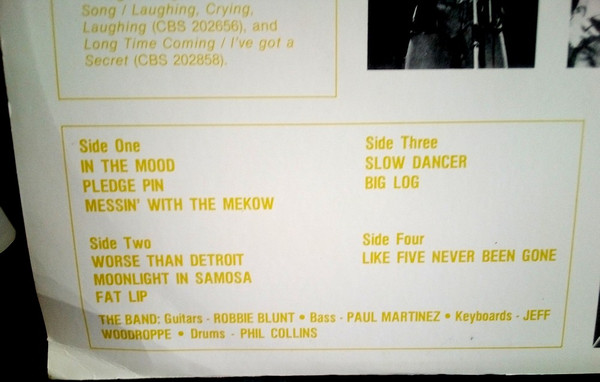 Song / Laughing, Crying,
Laughing (CBS 202656), and
Long Time Coming / I've got a
Secret (CBS 202858).
Side One
IN THE MOOD
PLEDGE PIN
MESSIN' WITH THE MEKOW
Side Two
WORSE THAN DETROIT
MOONLIGHT IN SAMOSA
FAT LIP
Side Three
SLOW DANCER
BIG LOG
Side Four
LIKE FIVE NEVER BEEN GONE
THE BAND: Guitars - ROBBIE BLUNT • Bass - PAUL MARTINEZ • Keyboards - JEFF
WOODROPPE • Drums - PHIL COLLINS